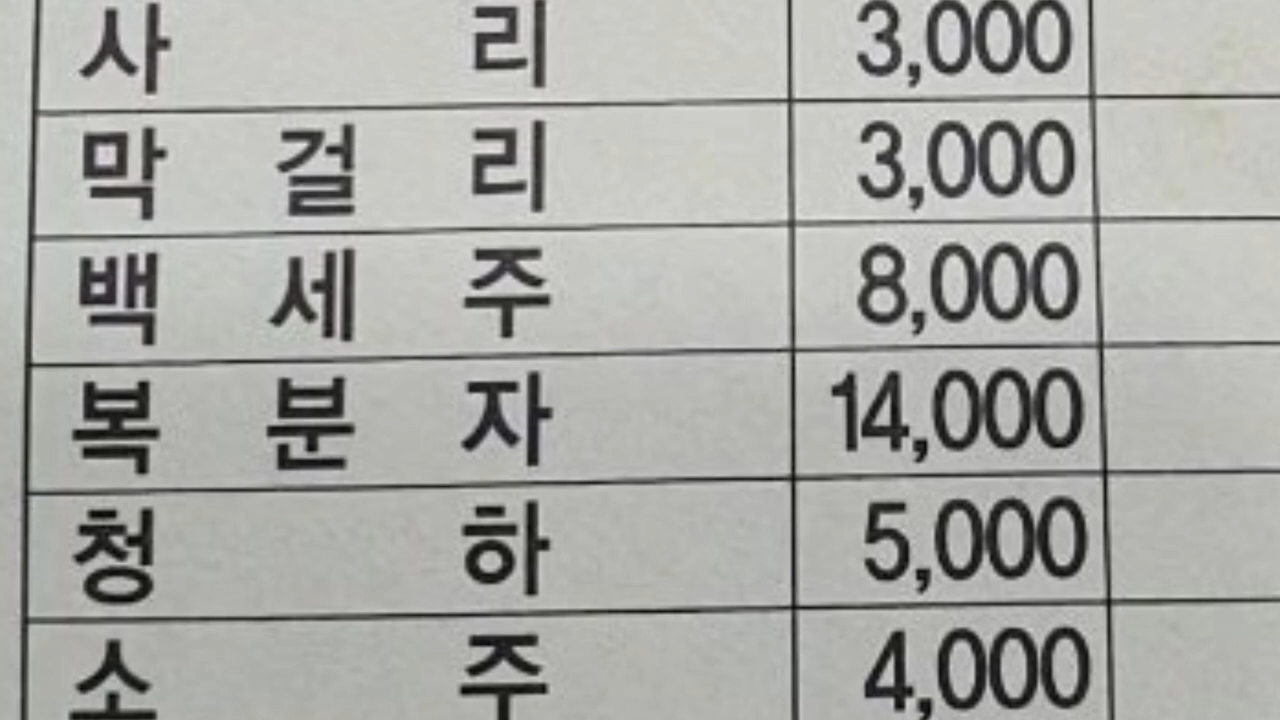 사 리 3,000
막 걸 리 3,000
백 세 주 8,000
복 분 자 14,000
청 하 5,000
소 주 4,000